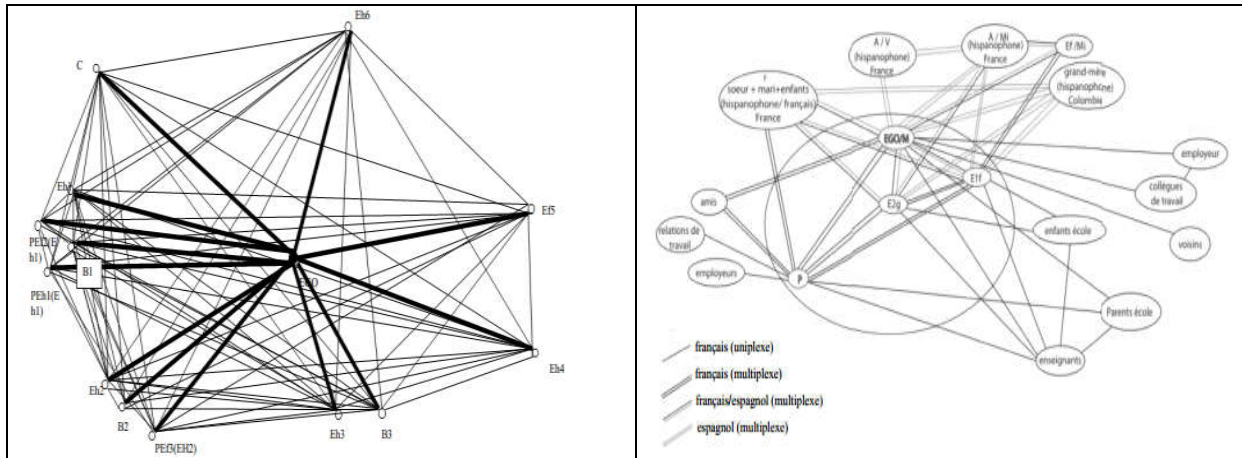 Eh6
C
Ef5
h1)
B1
PEh1(E
h1)
EGO
Eh4
Eh2
B2
PEf3(EH2)
Eh3
B3
A / V
(hispanophone)
France
A / Mi
(hispanophone)
France
Ef /Mi
grand-mère
(hispanophone)
Colombie
soeur + mari+enfants
(hispanophone/ français)
France
EGO/M
E1f
E2g
employeur
collègues
de travail
voisins
enfants école
Parents école
enseignants
amis
relations de
travail
employeurs
P
français (uniplexe)
français (multiplexe)
français/espagnol (multiplexe)
espagnol (multiplexe)